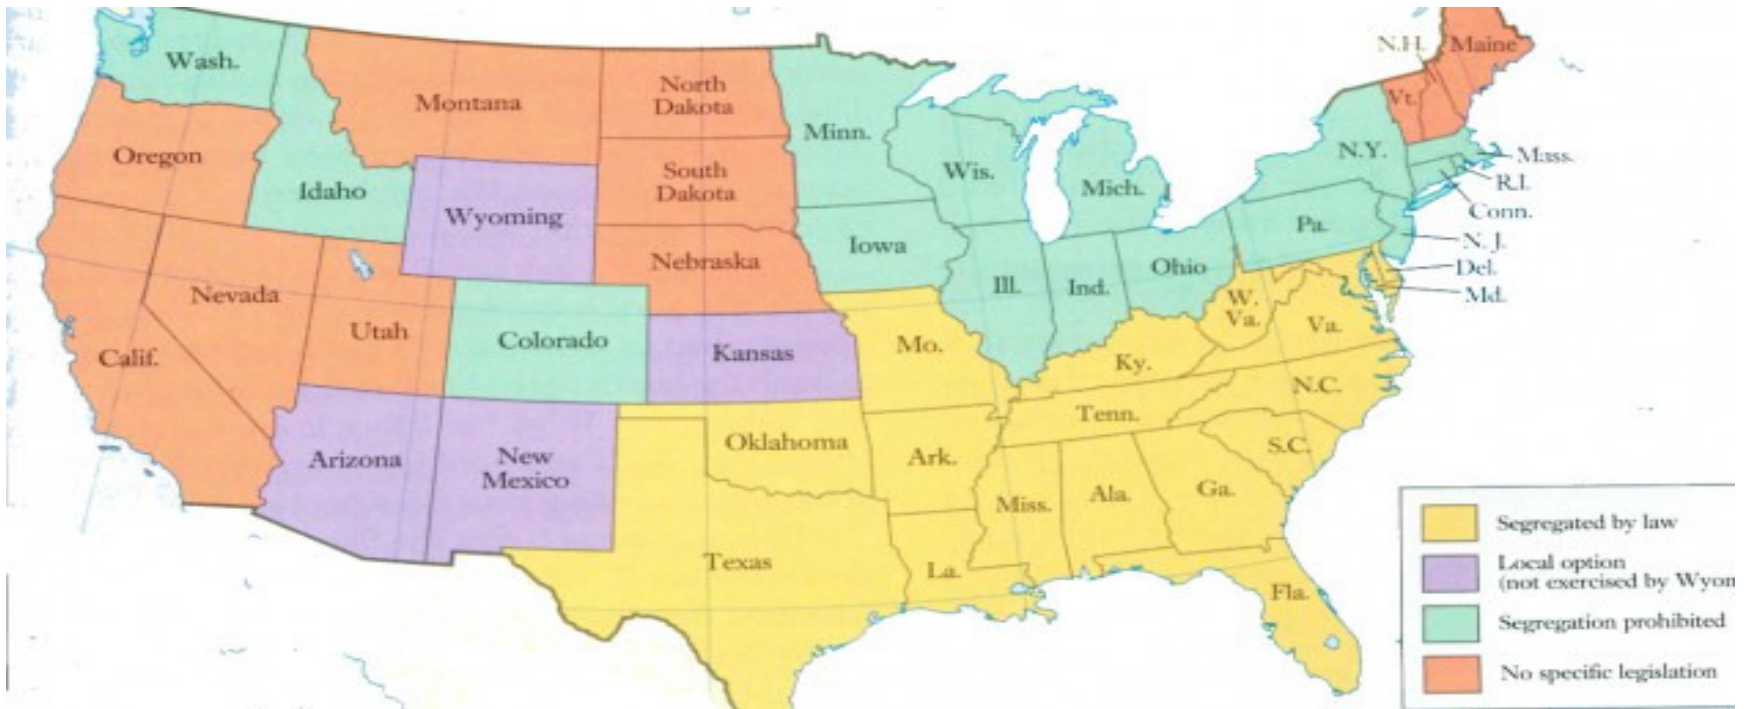 Wash.
Oregon
Calif.
Nevada
Idaho
Montana
Wyoming
Utah
Colorado
Arizona
New
Mexico
North
Dakota
South
Dakota
Nebraska
Kansas
Oklahoma
Texas
Minn.
Iowa
Mo.
Ark.
La.
Wis.
Ill.
Mich.
Ind.
Ohio
Ky.
Tenn.
Miss.
Ala.
Ga.
Fla.
S.C.
N.C.
Va.
W.
Va.
Pa.
N.Y.
Vt.
N.H.
Maine
Mass.
R.I.
Conn.
N. J.
Del.
Md.
Segregated by law
Local option
(not exercised by Wyom
Segregation prohibited
No specific legislation